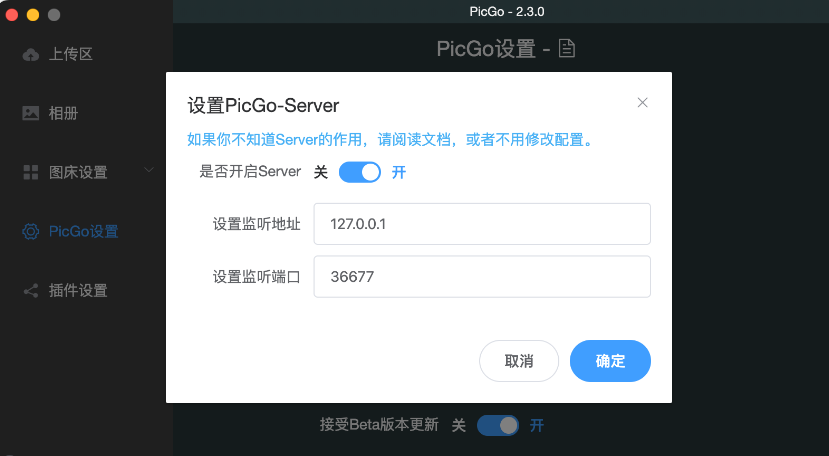 PicGo - 2.3.0
上传区
PicGo设置 -
相册
图床设置
PicGo设置
插件设置
设置PicGo-Server
如果你不知道Server的作用，请阅读文档，或者不用修改配置。
是否开启Server 关 开
设置监听地址 127.0.0.1
设置监听端口 36677
取消 确定
接受Beta版本更新 关 开